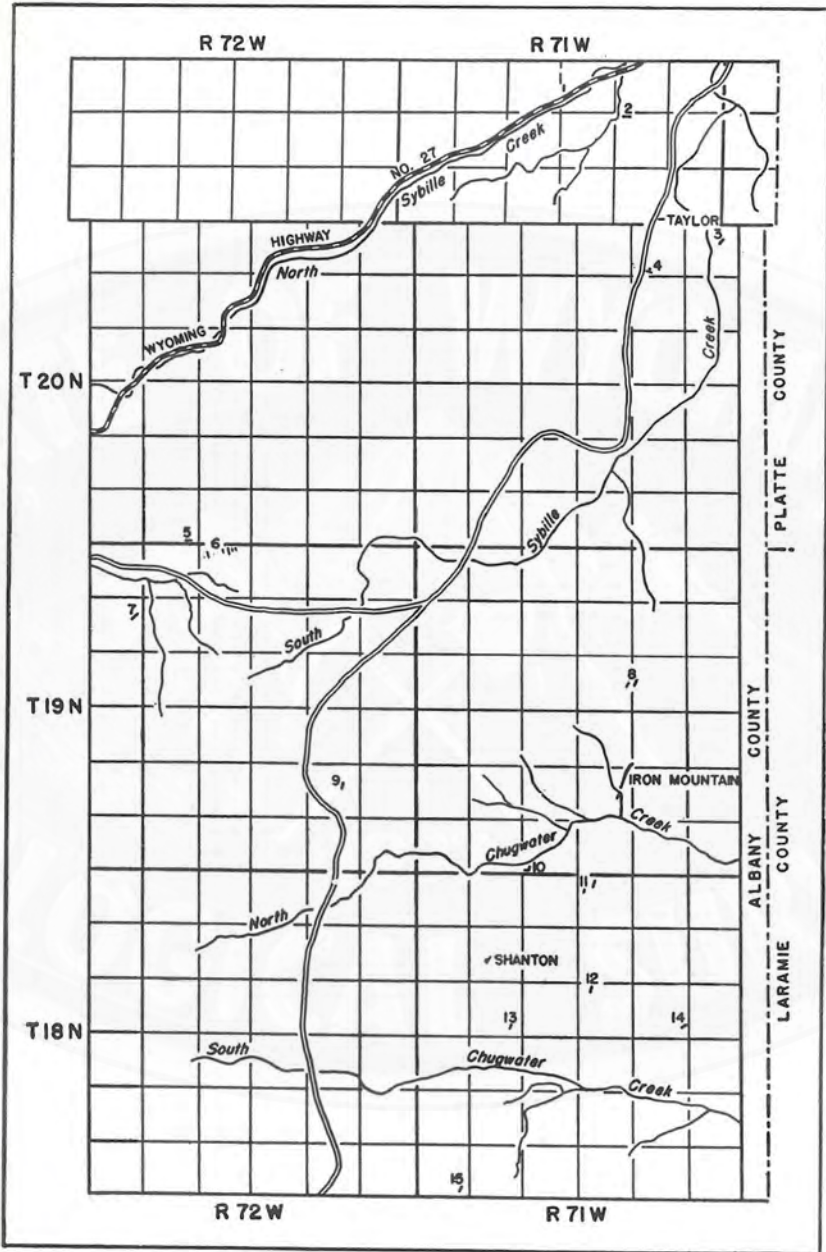 R 72 W R 71 W
2
NO. 27
Creek
Sybille
TAYLOR
3
HIGHWAY
4
North
WYOMING
Creek
T 20 N
PLATTE COUNTY
5
6
Sybille
7
South
8
T 19 N
ALBANY COUNTY
9
IRON MOUNTAIN
Creek
Chugwater
10
11
North
LARAMIE COUNTY
SHANTON
12
13
14
T 18 N
South
Chugwater
Creek
15
R 72 W R 71 W